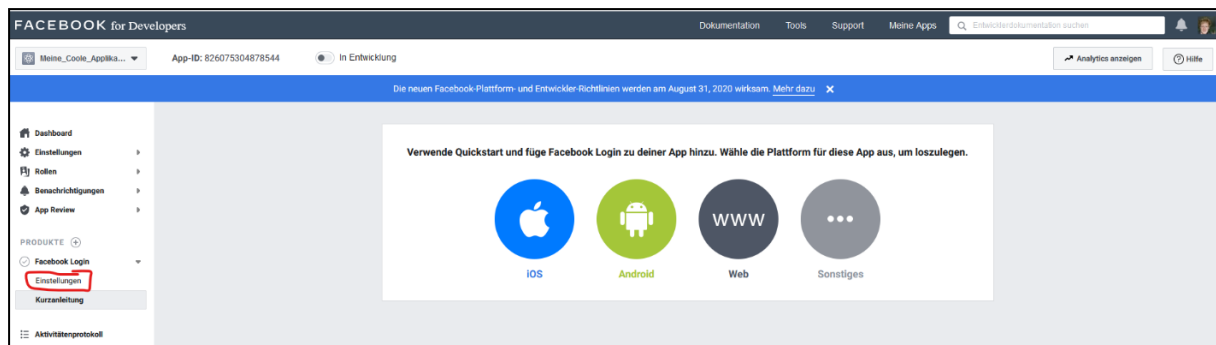 FACEBOOK for Developers
Dokumentation Tools Support Meine Apps Entwicklerdokumentation suchen
Meine_Coole_Applika... App-ID: 826075304878544 In Entwicklung Analytics anzeigen Hilfe
Die neuen Facebook-Plattform- und Entwickler-Richtlinien werden am August 31, 2020 wirksam. Mehr dazu
Dashboard
Einstellungen
Rollen
Benachrichtigungen
App Review
PRODUKTE
Facebook Login
Einstellungen
Kurzanleitung
Aktivitätenprotokoll
Verwende Quickstart und füge Facebook Login zu deiner App hinzu. Wähle die Plattform für diese App aus, um loszulegen.
WWW
iOS Android Web Sonstiges